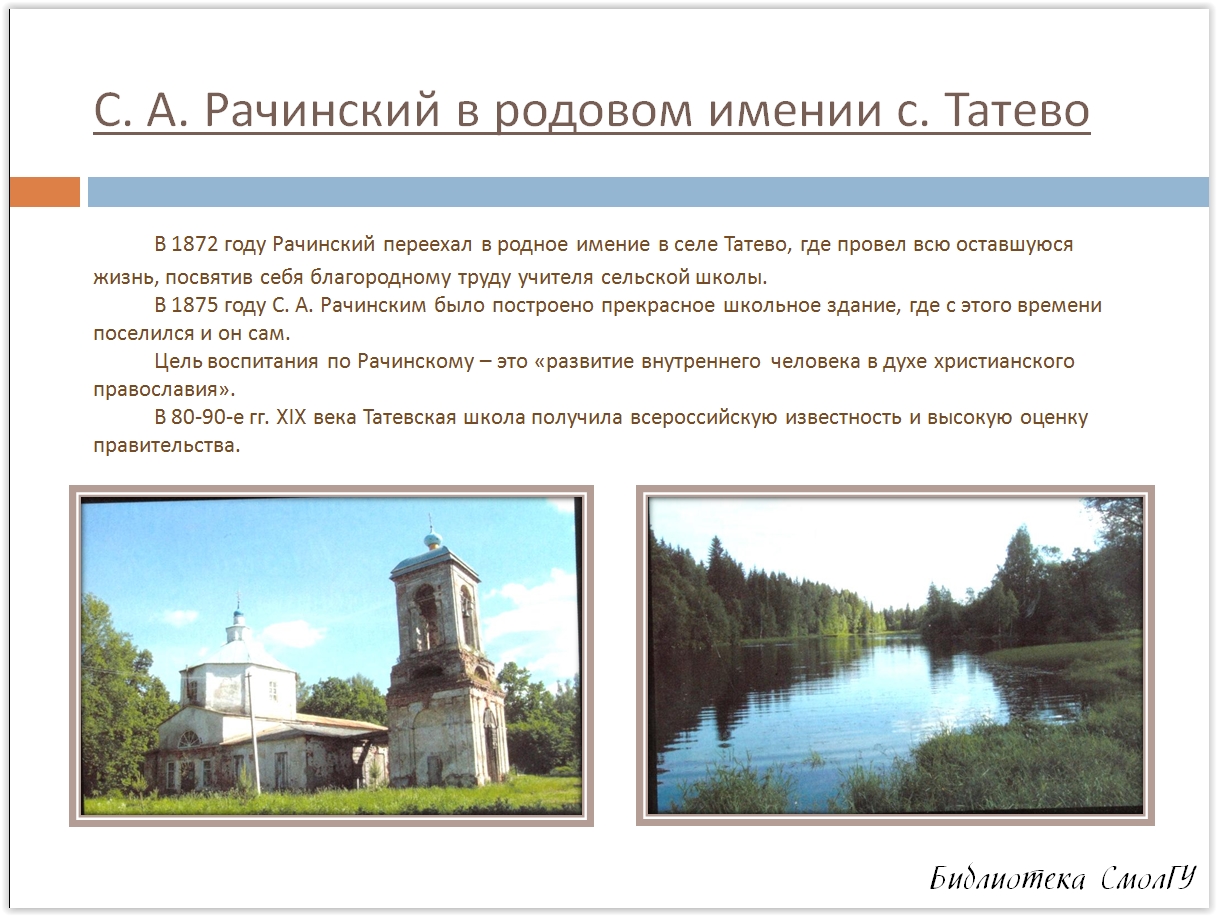 С. А. Рачинский в родовом имении с. Татево
В 1872 году Рачинский переехал в родное имение в селе Татево, где провел всю оставшуюся
жизнь, посвятив себя благородному труду учителя сельской школы.
В 1875 году С. А. Рачинским было построено прекрасное школьное здание, где с этого времени
поселился и он сам.
Цель воспитания по Рачинскому – это «развитие внутреннего человека в духе христианского
православия».
В 80-90-е гг. XIX века Татевская школа получила всероссийскую известность и высокую оценку
правительства.
Библиотека СмолГУ